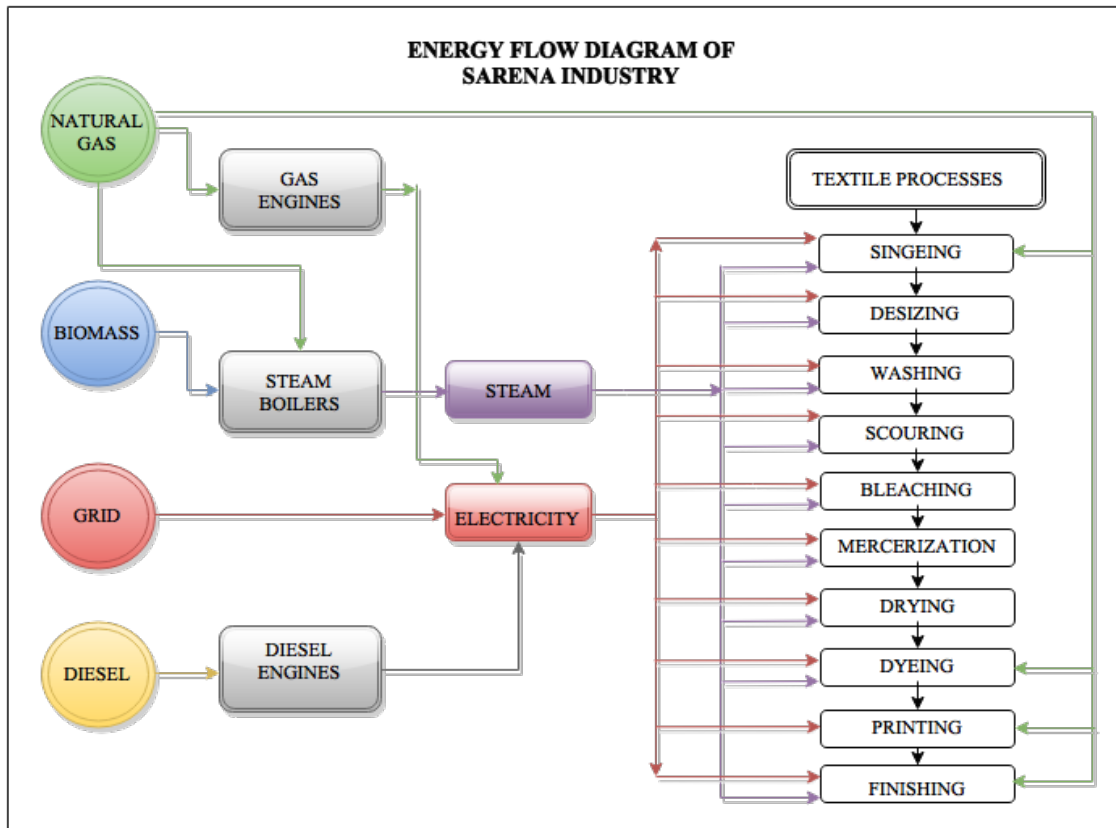 ENERGY FLOW DIAGRAM OF
SARENA INDUSTRY
NATURAL
GAS
GAS
ENGINES
TEXTILE PROCESSES
SINGEING
DESIZING
BIOMASS
STEAM
BOILERS
STEAM
WASHING
SCOURING
BLEACHING
GRID
ELECTRICITY
MERCERIZATION
DRYING
DIESEL
DIESEL
ENGINES
DYEING
PRINTING
FINISHING